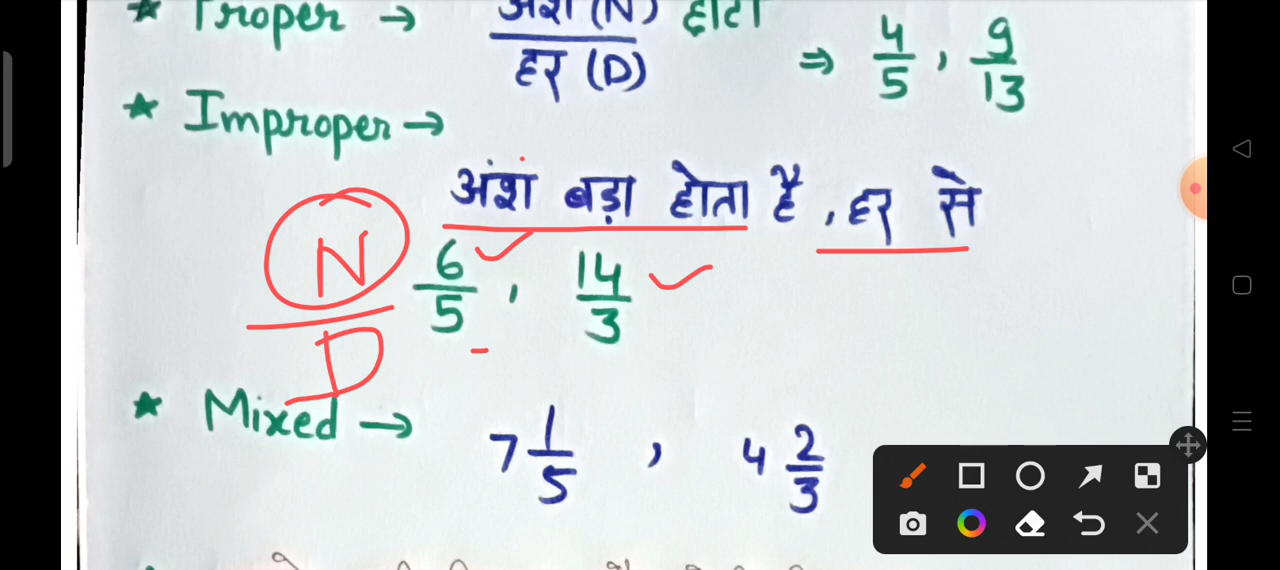 ★ Proper → अंश (N) / हर (D) छोटा ⇒ 4/5, 9/13
★ Improper →
अंश बड़ा होता है, हर से
N/D 6/5, 14/3
★ Mixed → 7 1/5, 4 2/3